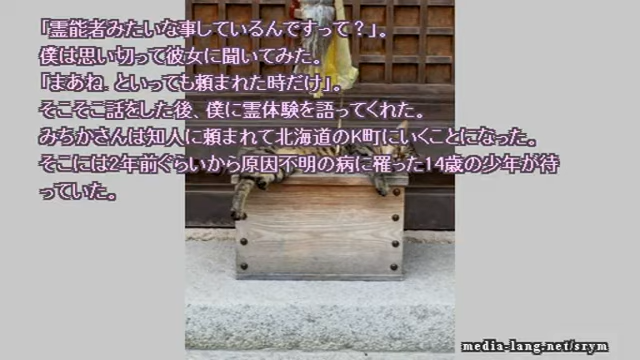 「霊能者みたいな事しているんですって？」。
僕は思い切って彼女に聞いてみた。
「まあね．といっても頼まれた時だけ」。
そこそこ話をした後、僕に霊体験を語ってくれた。
みちかさんは知人に頼まれて北海道のK町にいくことになった。
そこには2年前ぐらいから原因不明の病に罹った14歳の少年が待
っていた。
media-lang.net/srym